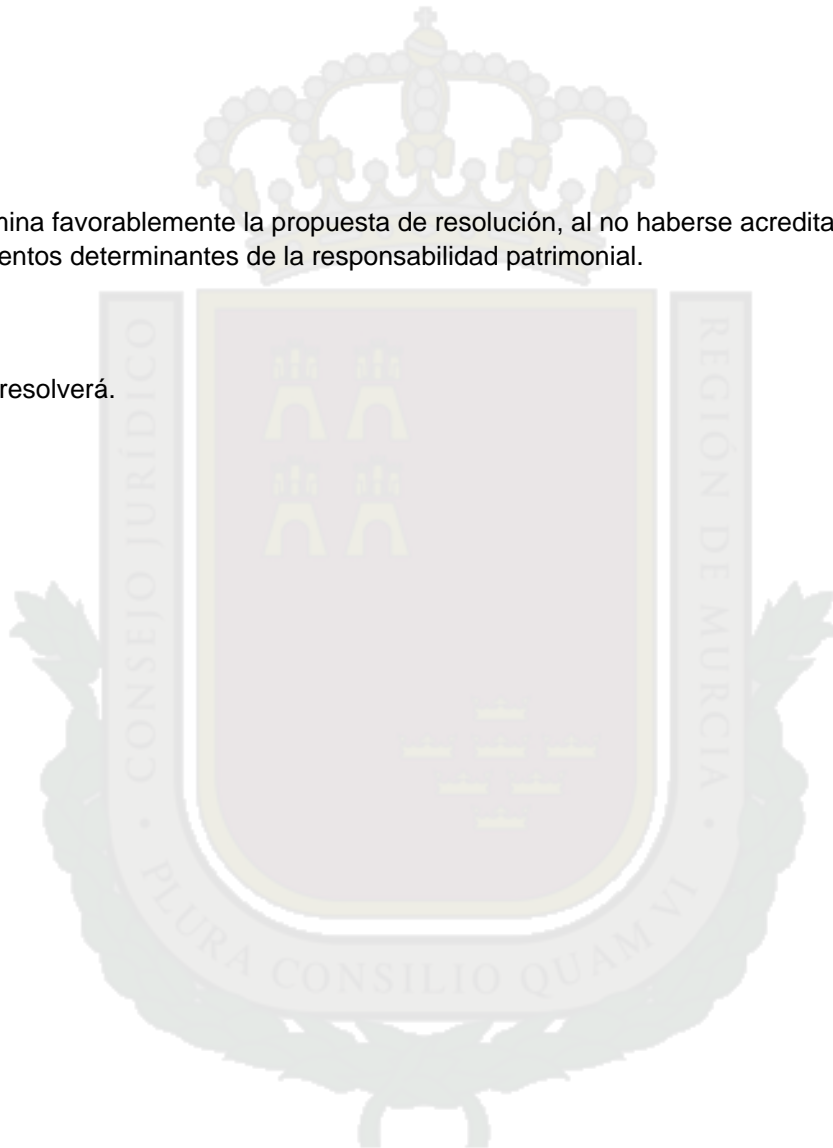 mina favorablemente la propuesta de resolución, al no haberse acredita
entos determinantes de la responsabilidad patrimonial.
resolverá.
CONSEJO JURÍDICO
REGIÓN DE MURCIA
PLURA CONSILIO QUAM VI